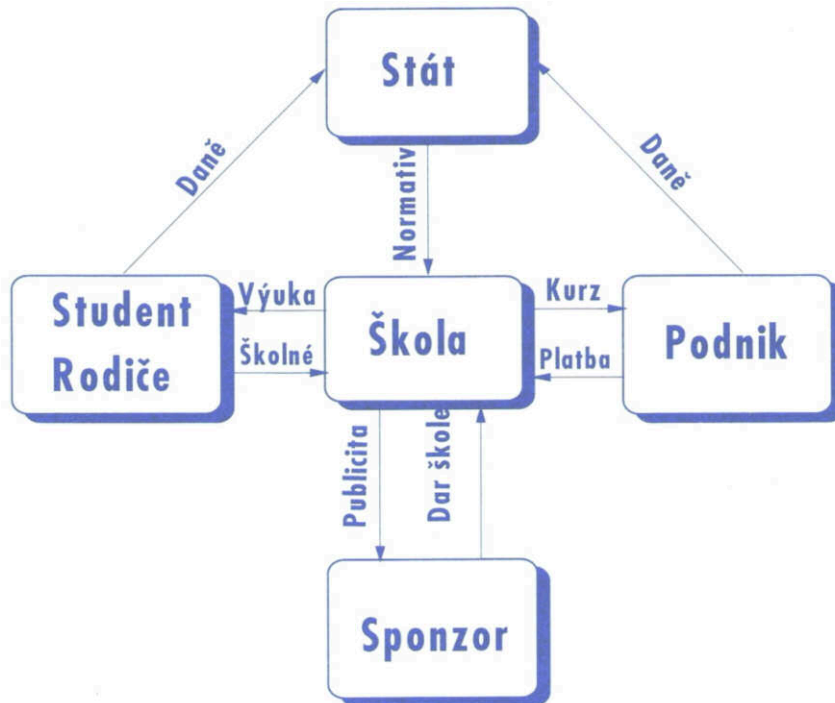 Stát
Daně
Normativ
Daně
Student
Rodiče
Výuka
Školné
Škola
Kurz
Platba
Podnik
Publicita
Dar škole
Sponzor